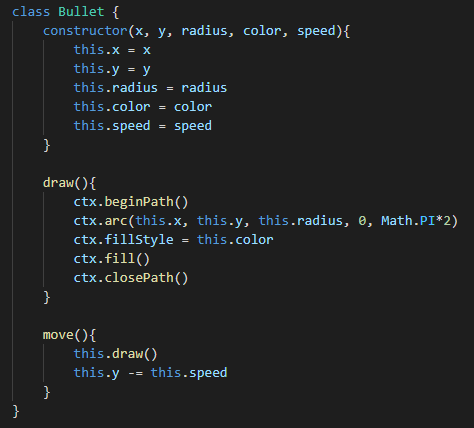 class Bullet {
    constructor(x, y, radius, color, speed){
        this.x = x
        this.y = y
        this.radius = radius
        this.color = color
        this.speed = speed
    }

    draw(){
        ctx.beginPath()
        ctx.arc(this.x, this.y, this.radius, 0, Math.PI*2)
        ctx.fillStyle = this.color
        ctx.fill()
        ctx.closePath()
    }

    move(){
        this.draw()
        this.y -= this.speed
    }
}